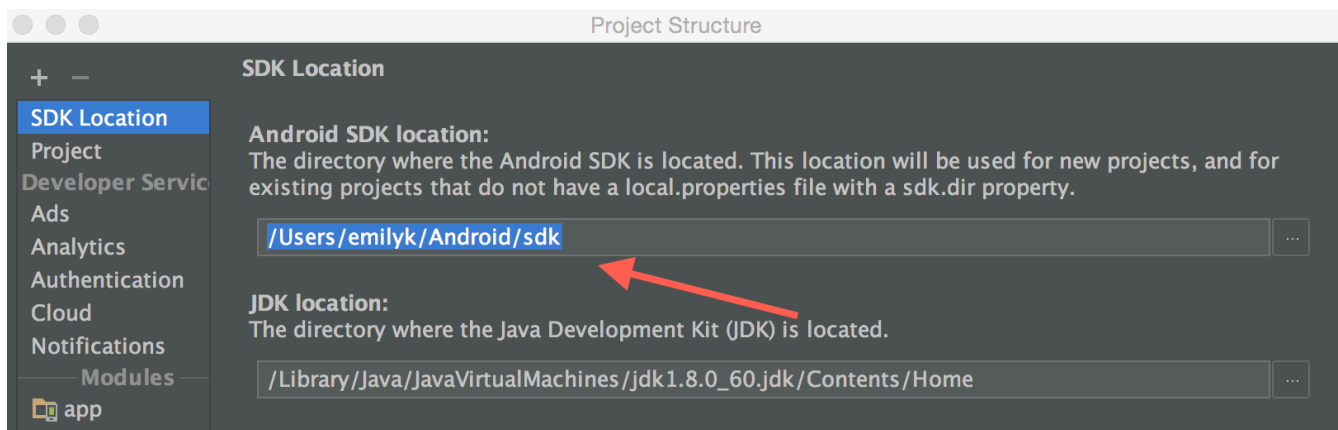 Project Structure
+ −
SDK Location
Project
Developer Servic
Ads
Analytics
Authentication
Cloud
Notifications
Modules
app
SDK Location
Android SDK location:
The directory where the Android SDK is located. This location will be used for new projects, and for
existing projects that do not have a local.properties file with a sdk.dir property.
/Users/emilyk/Android/sdk
...
JDK location:
The directory where the Java Development Kit (JDK) is located.
/Library/Java/JavaVirtualMachines/jdk1.8.0_60.jdk/Contents/Home
...